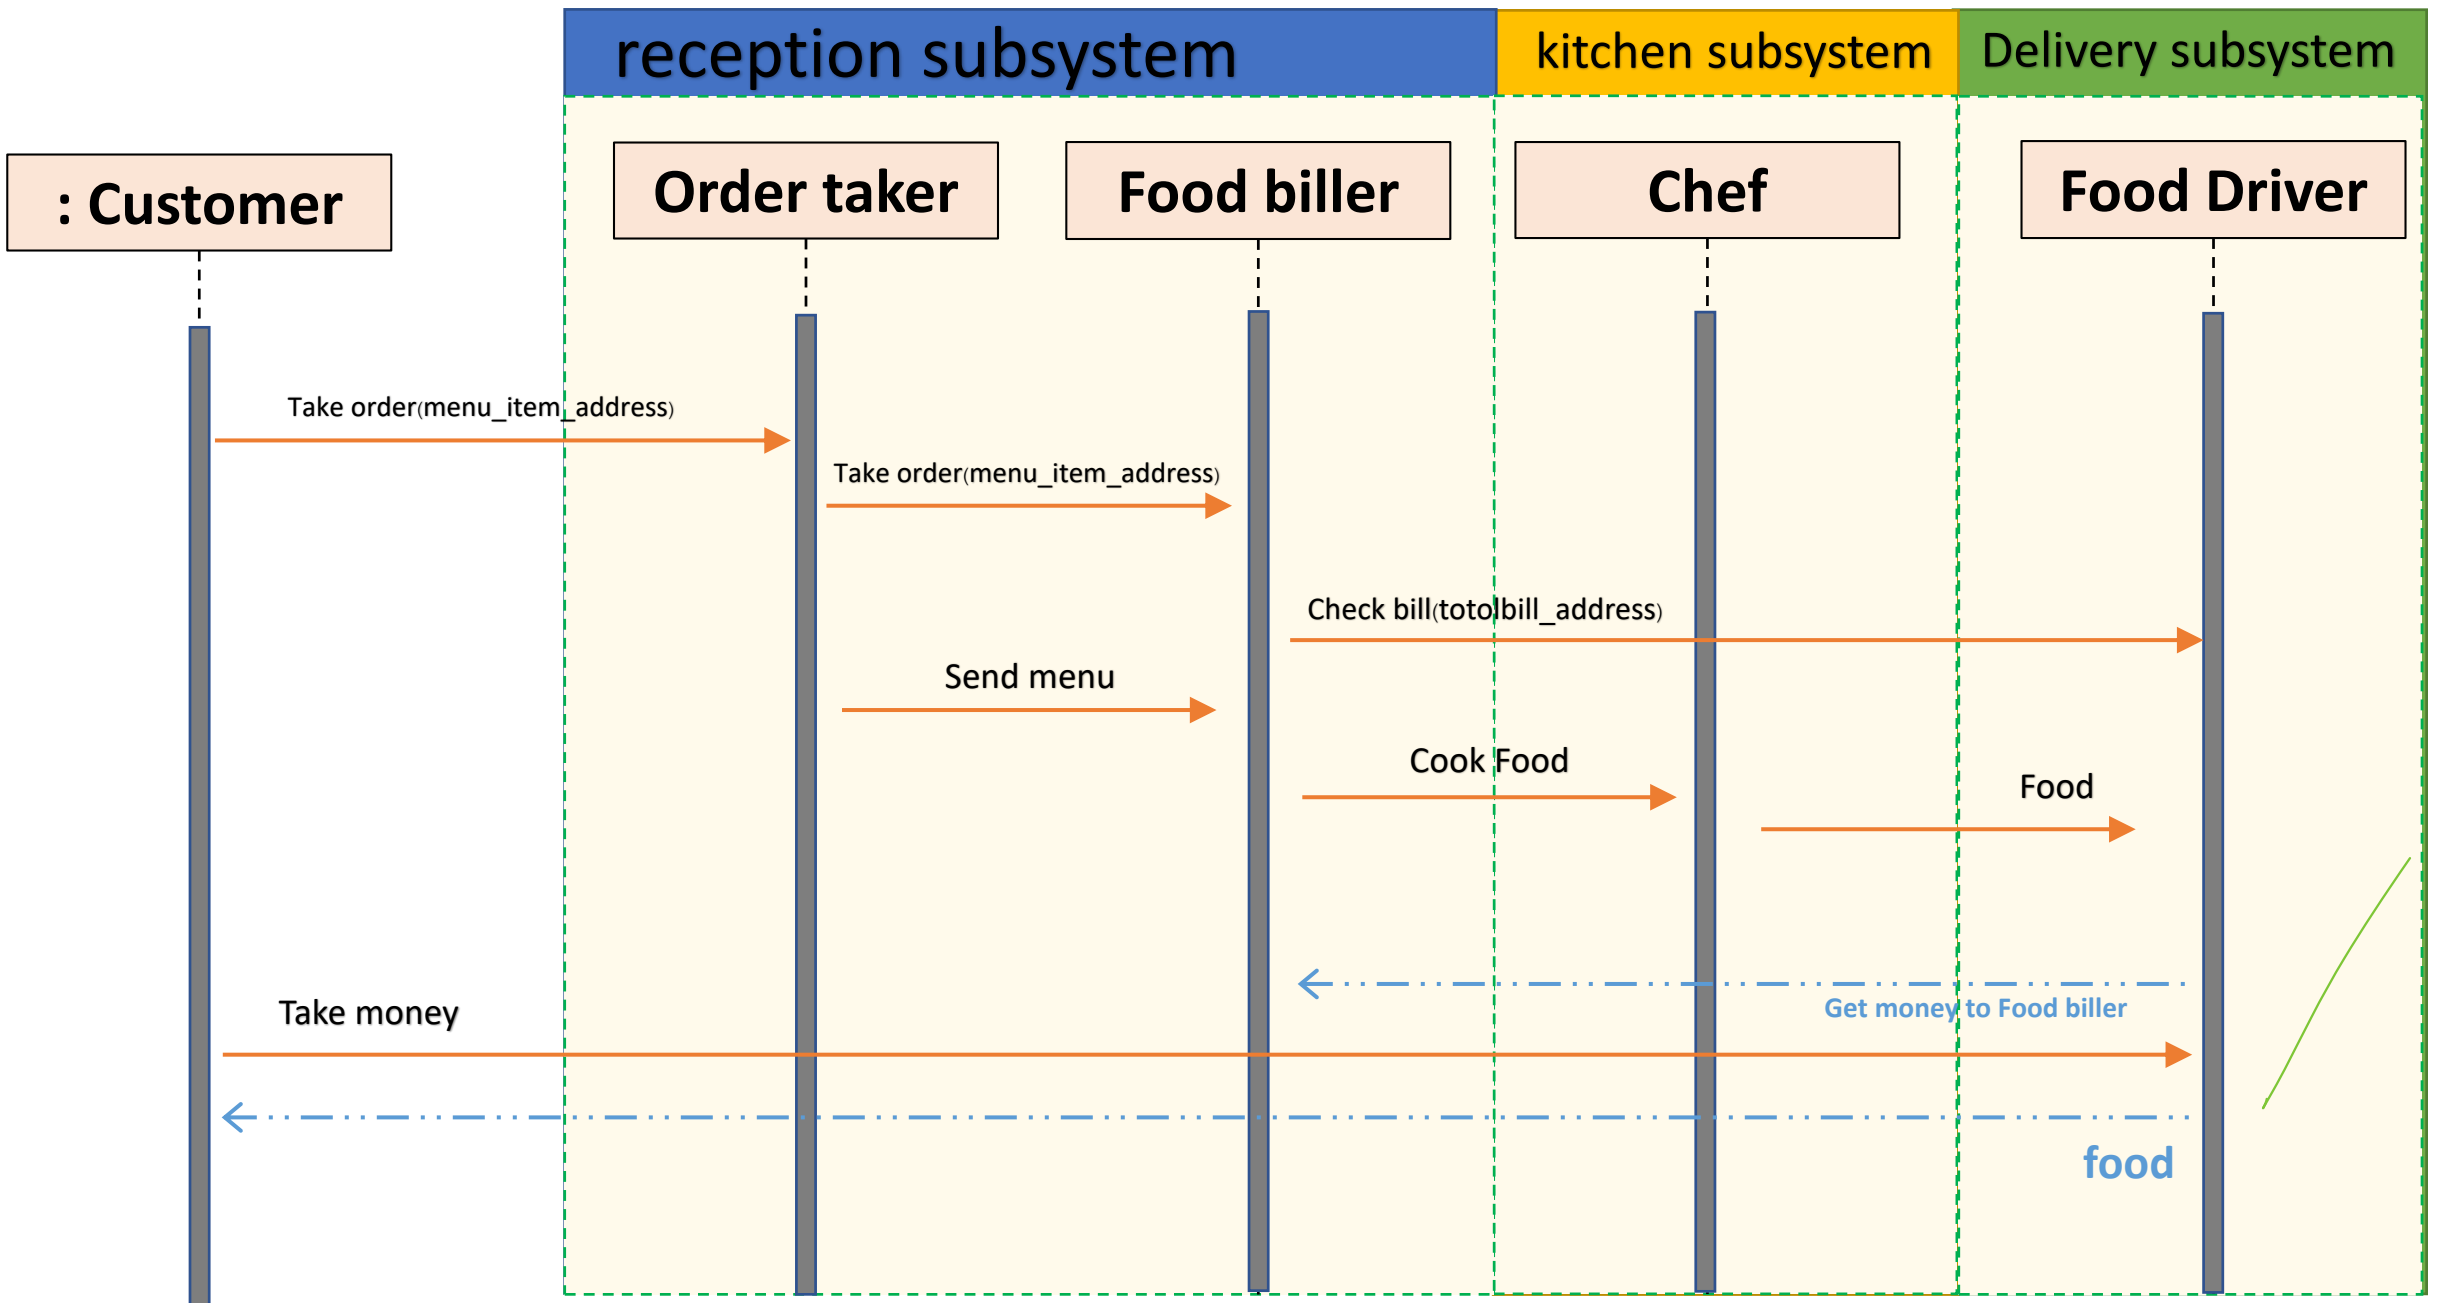 reception subsystem
kitchen subsystem
Delivery subsystem
: Customer
Order taker
Food biller
Chef
Food Driver
Take order(menu_item_address)
Take order(menu_item_address)
Check bill(totolbill_address)
Send menu
Cook Food
Food
Get money to Food biller
Take money
food